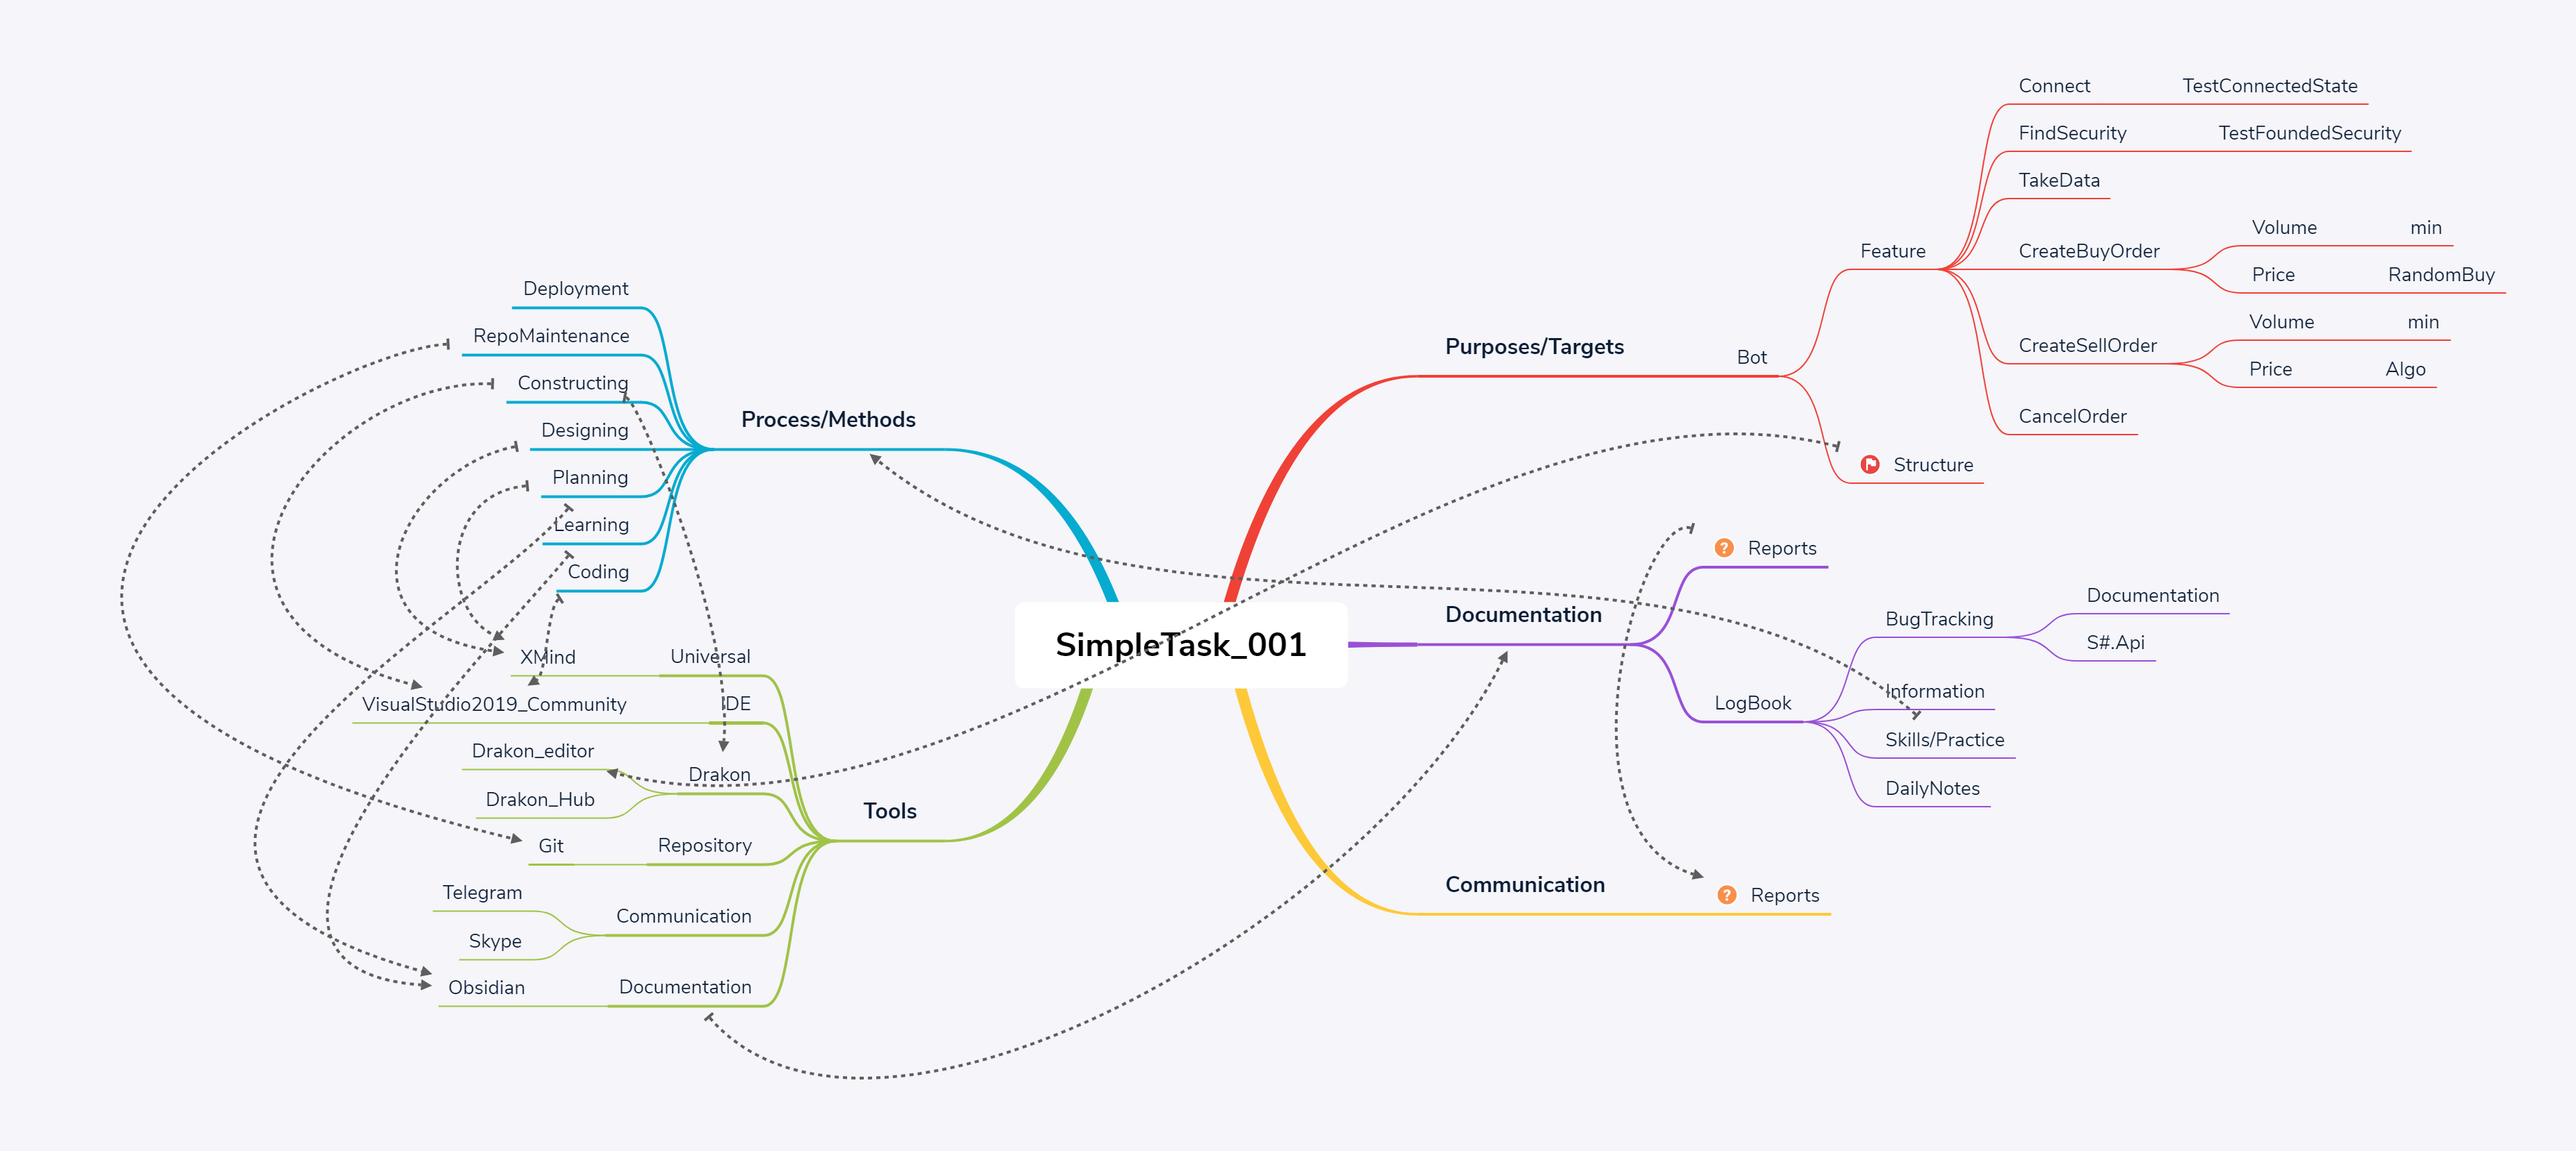 SimpleTask_001
Purposes/Targets
Bot
Feature
Connect
TestConnectedState
FindSecurity
TestFoundedSecurity
TakeData
CreateBuyOrder
Volume
min
Price
RandomBuy
CreateSellOrder
Volume
min
Price
Algo
CancelOrder
Structure
Documentation
Reports
LogBook
BugTracking
Documentation
S#.Api
Information
Skills/Practice
DailyNotes
Communication
Reports
Process/Methods
Deployment
RepoMaintenance
Constructing
Designing
Planning
Learning
Coding
Tools
Universal
XMind
IDE
VisualStudio2019_Community
Drakon
Drakon_editor
Drakon_Hub
Repository
Git
Communication
Telegram
Skype
Documentation
Obsidian